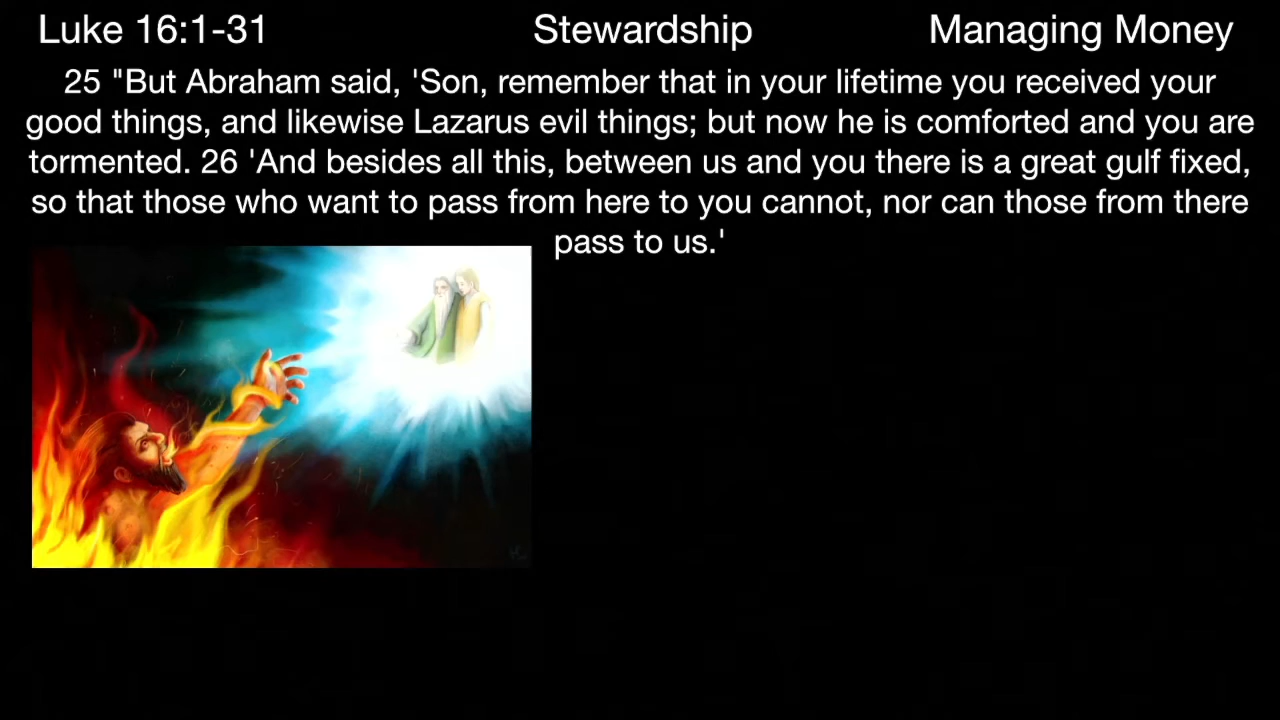 Luke 16:1-31 Stewardship Managing Money
25 "But Abraham said, 'Son, remember that in your lifetime you received your
good things, and likewise Lazarus evil things; but now he is comforted and you are
tormented. 26 'And besides all this, between us and you there is a great gulf fixed,
so that those who want to pass from here to you cannot, nor can those from there
pass to us.'